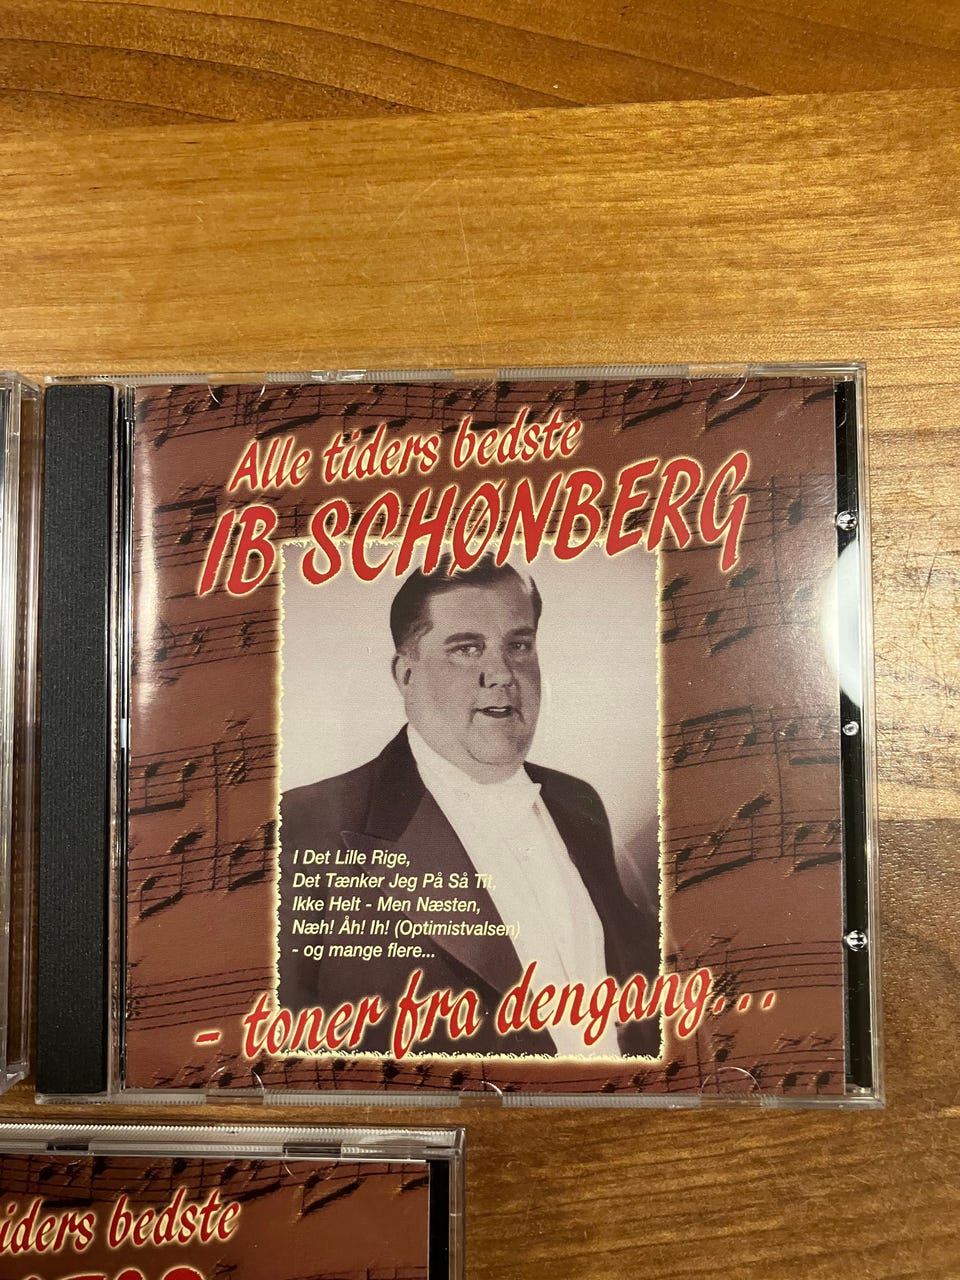 Alle tiders bedste
IB SCHØNBERG
I Det Lille Rige,
Det Tænker Jeg På Så Tit,
Ikke Helt - Men Næsten,
Næh! Åh! Ih! (Optimistvalsen)
- og mange flere...
- toner fra dengang...
iders bedste